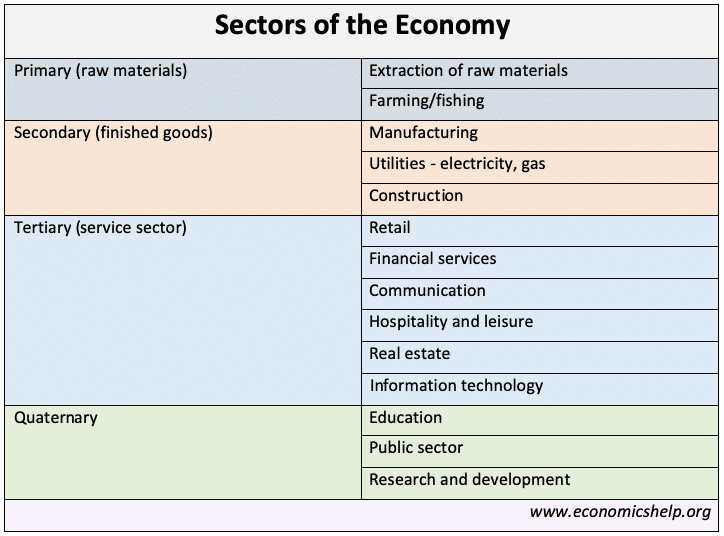 Sectors of the Economy
Primary (raw materials)
Extraction of raw materials
Farming/fishing
Secondary (finished goods)
Manufacturing
Utilities - electricity, gas
Construction
Tertiary (service sector)
Retail
Financial services
Communication
Hospitality and leisure
Real estate
Information technology
Quaternary
Education
Public sector
Research and development
www.economicshelp.org